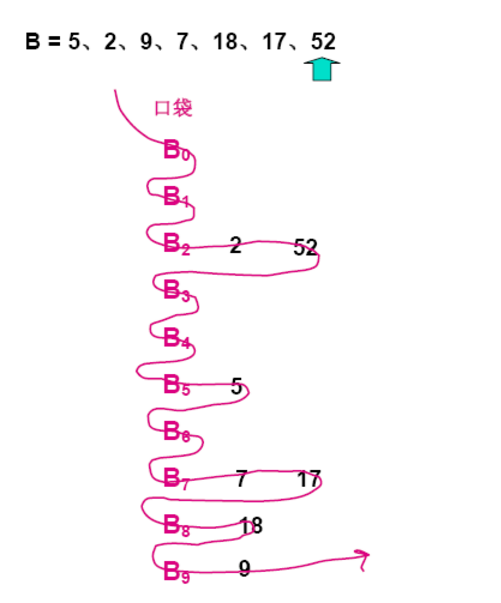 B = 5、2、9、7、18、17、52
口袋
B₀
B₁
B₂ 2 52
B₃
B₄
B₅ 5
B₆
B₇ 7 17
B₈ 18
B₉ 9